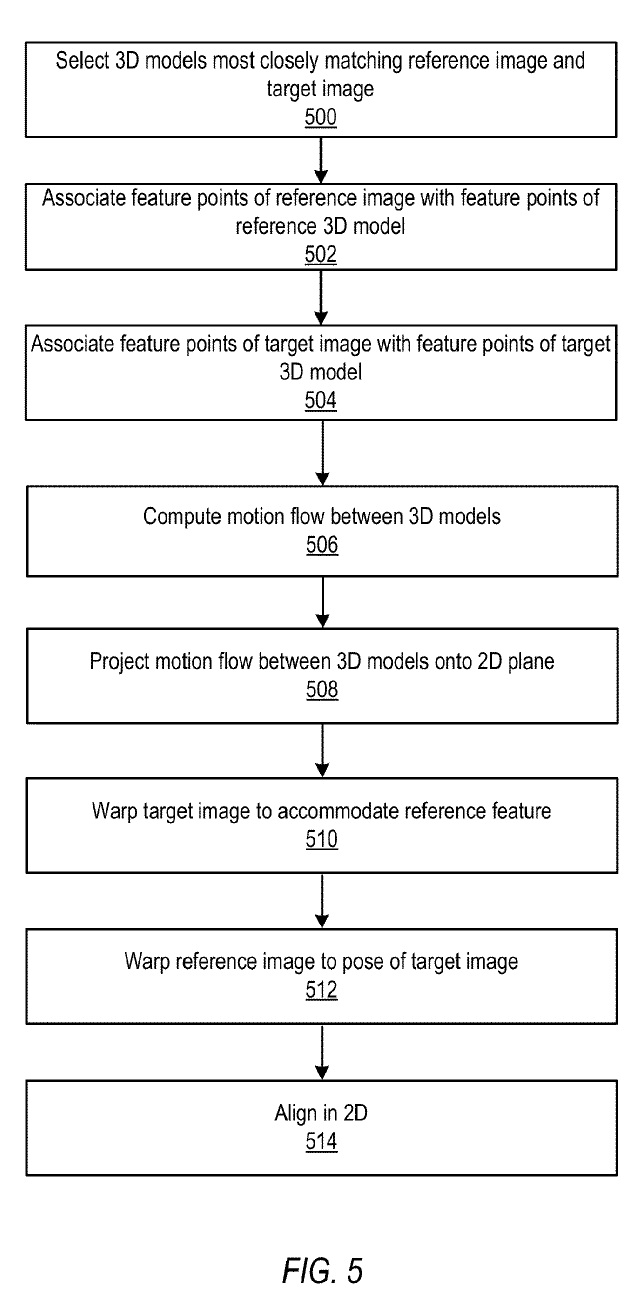 Select 3D models most closely matching reference image and
target image
500
Associate feature points of reference image with feature points of
reference 3D model
502
Associate feature points of target image with feature points of target
3D model
504
Compute motion flow between 3D models
506
Project motion flow between 3D models onto 2D plane
508
Warp target image to accommodate reference feature
510
Warp reference image to pose of target image
512
Align in 2D
514
FIG. 5